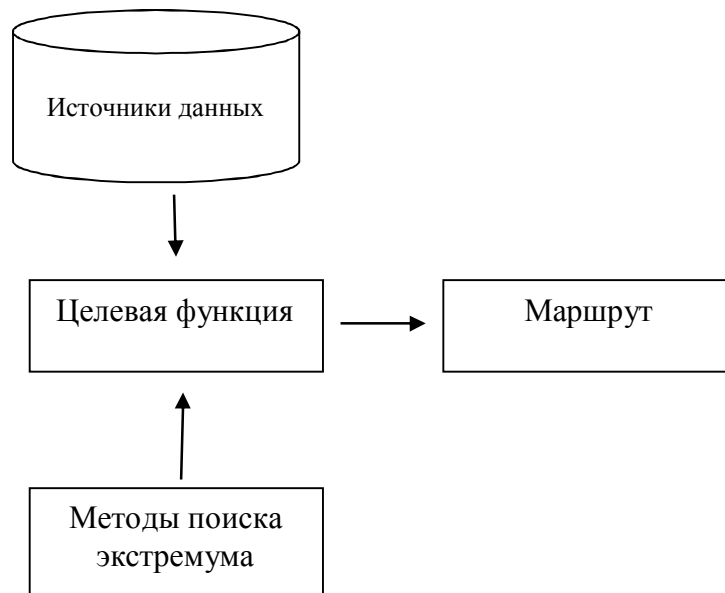 Источники данных
Целевая функция
Маршрут
Методы поиска
экстремума